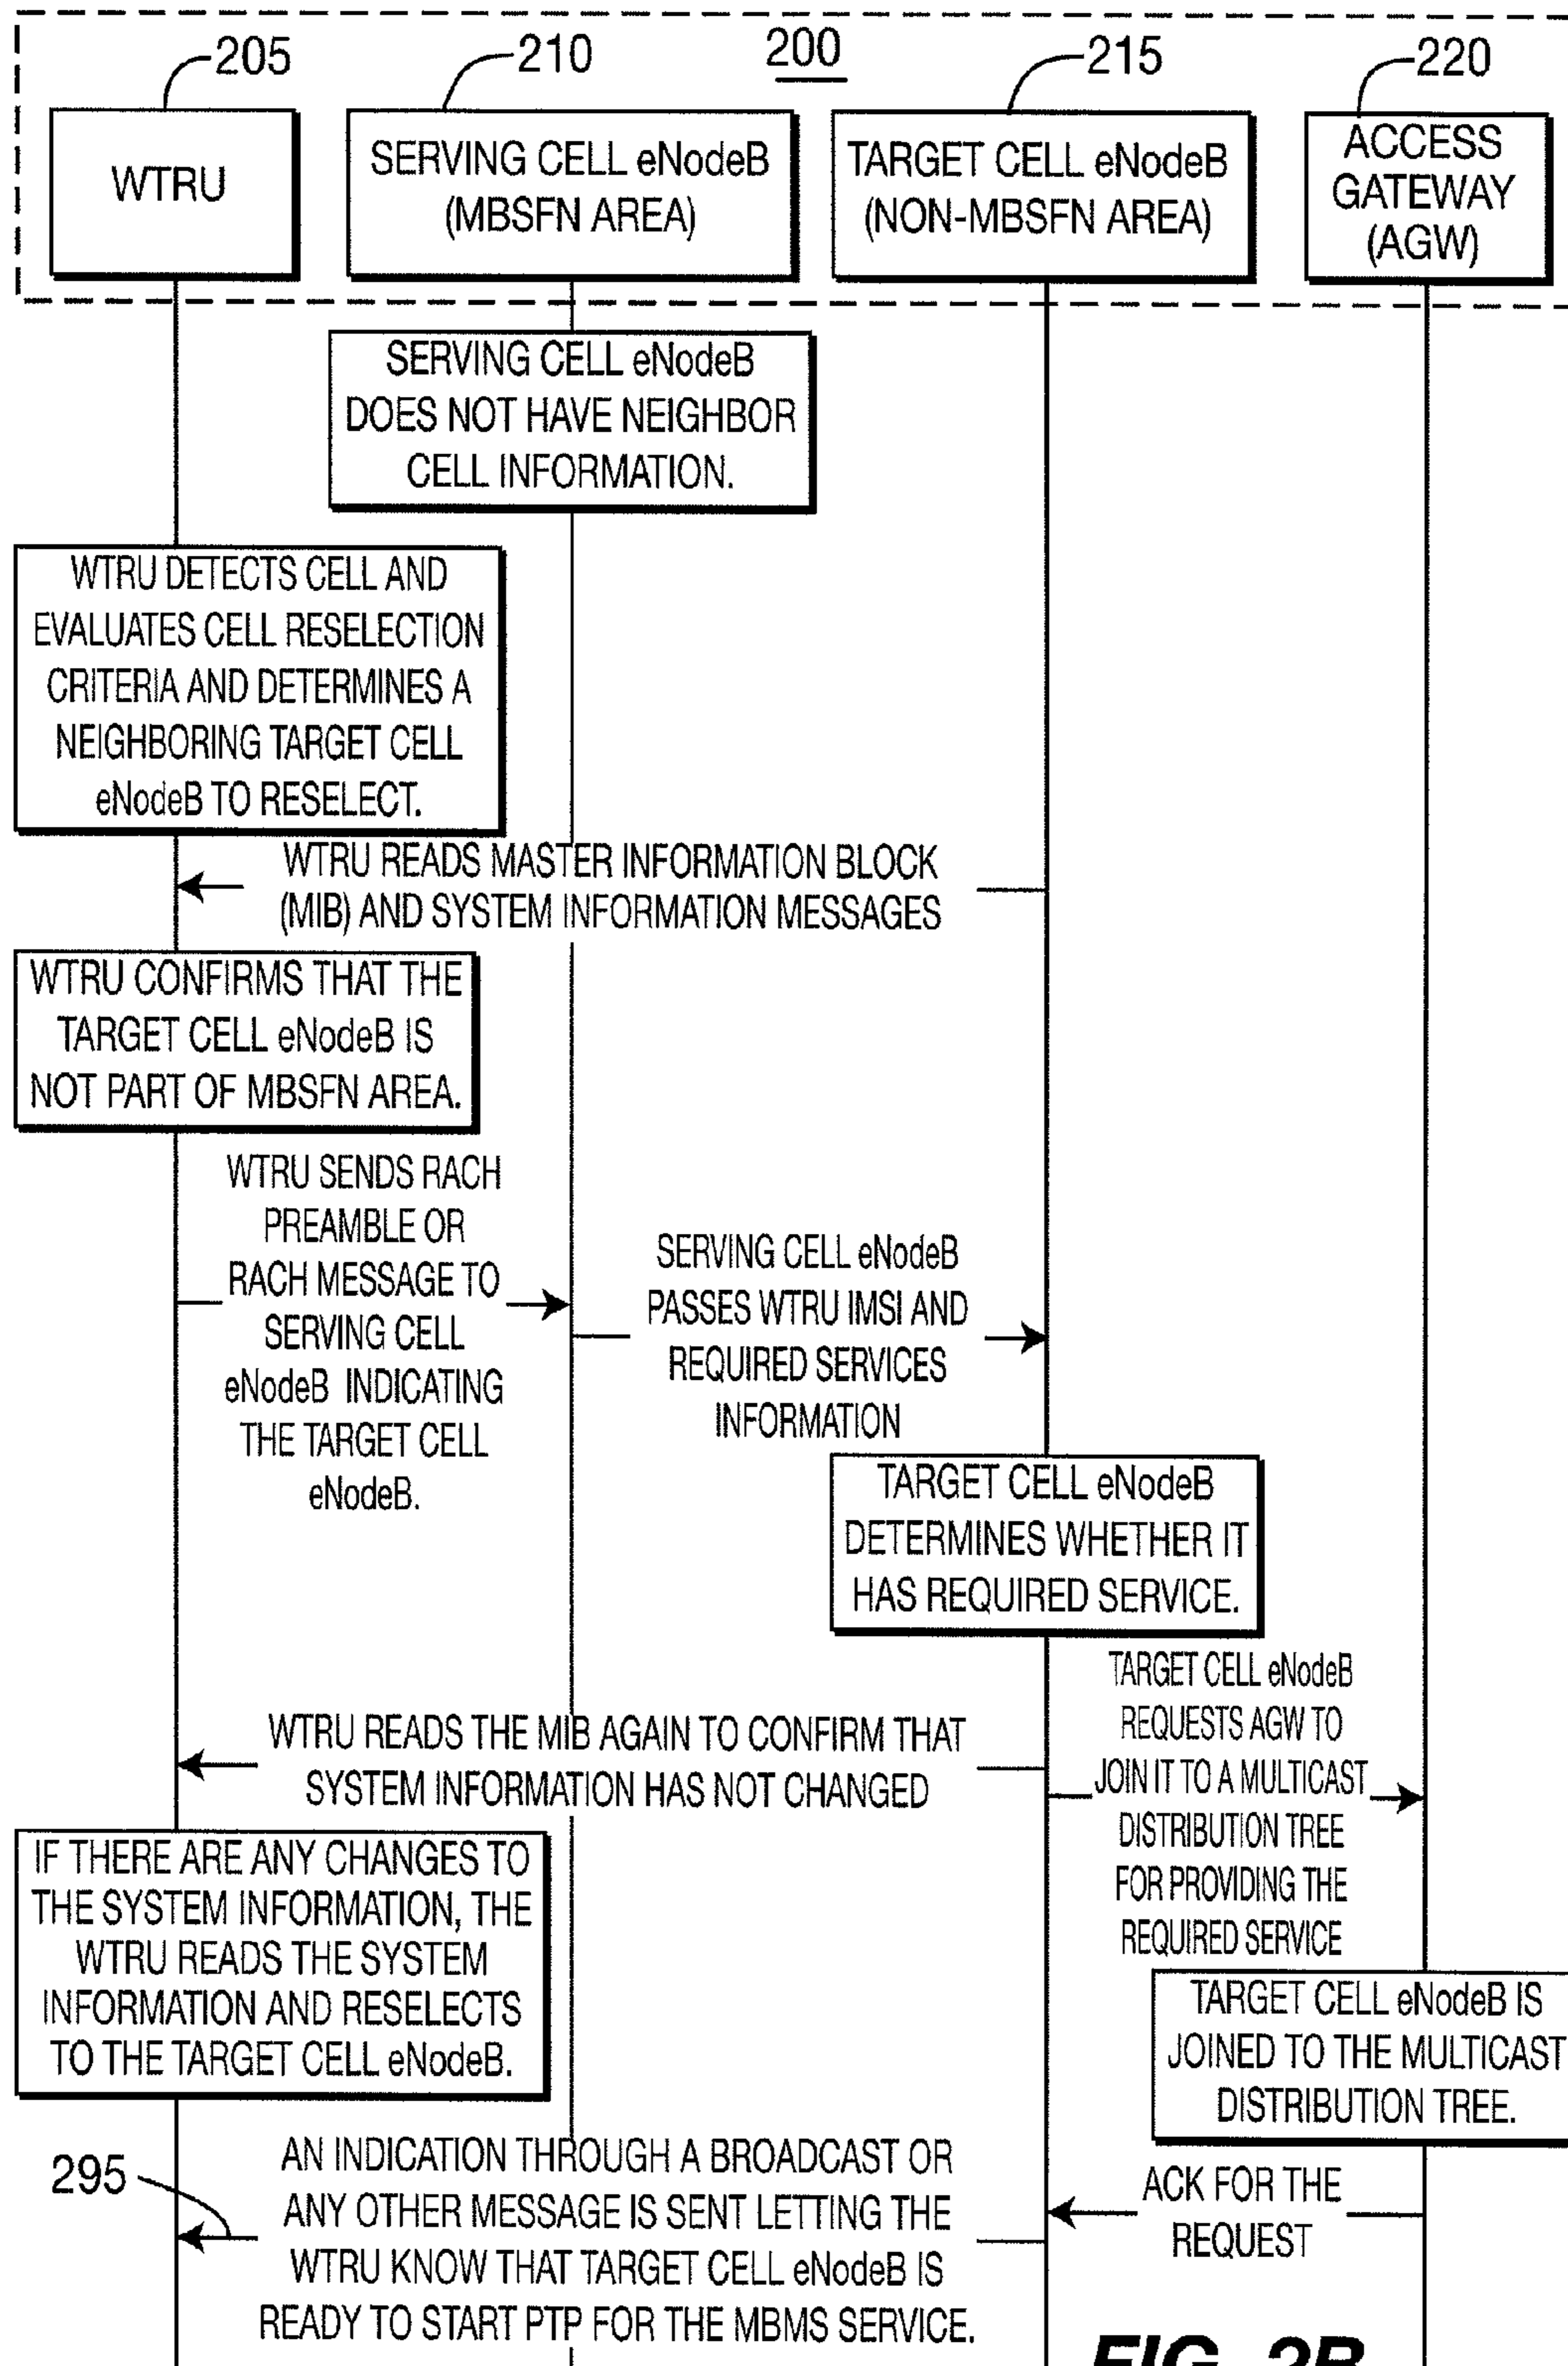 205
210
200
215
220
WTRU
SERVING CELL eNodeB
(MBSFN AREA)
TARGET CELL eNodeB
(NON-MBSFN AREA)
ACCESS
GATEWAY
(AGW)
SERVING CELL eNodeB
DOES NOT HAVE NEIGHBOR
CELL INFORMATION.
WTRU DETECTS CELL AND
EVALUATES CELL RESELECTION
CRITERIA AND DETERMINES A
NEIGHBORING TARGET CELL
eNodeB TO RESELECT.
WTRU READS MASTER INFORMATION BLOCK
(MIB) AND SYSTEM INFORMATION MESSAGES
WTRU CONFIRMS THAT THE
TARGET CELL eNodeB IS
NOT PART OF MBSFN AREA.
WTRU SENDS RACH
PREAMBLE OR
RACH MESSAGE TO
SERVING CELL
eNodeB INDICATING
THE TARGET CELL
eNodeB.
SERVING CELL eNodeB
PASSES WTRU IMSI AND
REQUIRED SERVICES
INFORMATION
TARGET CELL eNodeB
DETERMINES WHETHER IT
HAS REQUIRED SERVICE.
TARGET CELL eNodeB
REQUESTS AGW TO
JOIN IT TO A MULTICAST
DISTRIBUTION TREE
FOR PROVIDING THE
REQUIRED SERVICE
WTRU READS THE MIB AGAIN TO CONFIRM THAT
SYSTEM INFORMATION HAS NOT CHANGED
IF THERE ARE ANY CHANGES TO
THE SYSTEM INFORMATION, THE
WTRU READS THE SYSTEM
INFORMATION AND RESELECTS
TO THE TARGET CELL eNodeB.
TARGET CELL eNodeB IS
JOINED TO THE MULTICAST
DISTRIBUTION TREE.
ACK FOR THE
REQUEST
295
AN INDICATION THROUGH A BROADCAST OR
ANY OTHER MESSAGE IS SENT LETTING THE
WTRU KNOW THAT TARGET CELL eNodeB IS
READY TO START PTP FOR THE MBMS SERVICE.
FIG. 2B